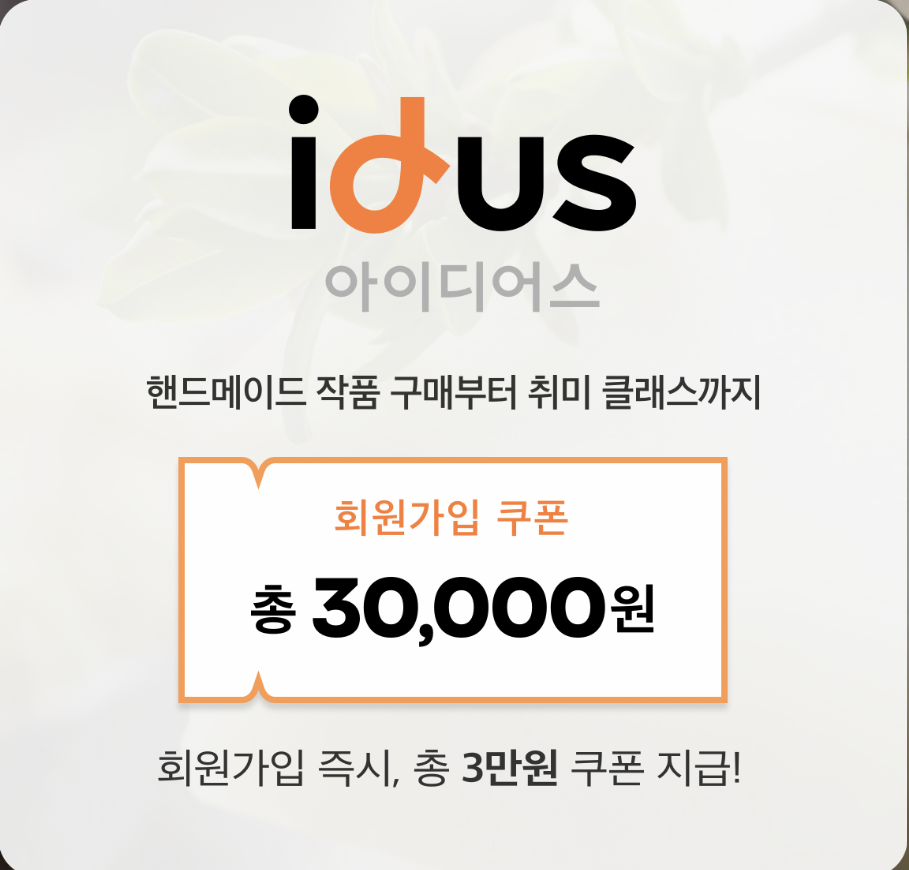 idus
아이디어스
핸드메이드 작품 구매부터 취미 클래스까지
회원가입 쿠폰
총 30,000원
회원가입 즉시, 총 3만원 쿠폰 지급!